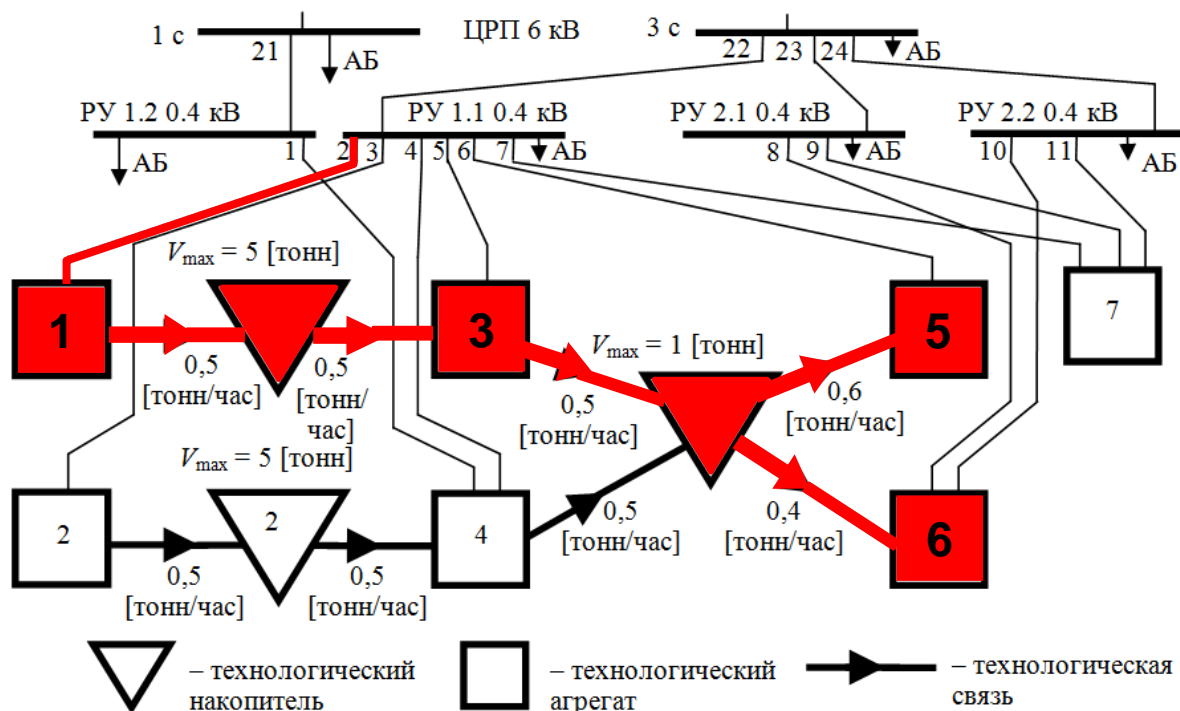 1 с
ЦРП 6 кВ
3 с
21
АБ
22
23
24
АБ
РУ 1.2 0.4 кВ
РУ 1.1 0.4 кВ
РУ 2.1 0.4 кВ
РУ 2.2 0.4 кВ
АБ
1
2
3
4
5
6
7
АБ
8
9
АБ
10
11
АБ
Vmax = 5 [тонн]
1
3
5
7
Vmax = 1 [тонн]
0,5
[тонн/час]
0,5
[тонн/
час]
0,5
[тонн/час]
0,6
[тонн/час]
Vmax = 5 [тонн]
2
2
4
6
0,5
[тонн/час]
0,5
[тонн/час]
0,5
[тонн/час]
0,4
[тонн/час]
– технологический
накопитель
– технологический
агрегат
– технологическая
связь